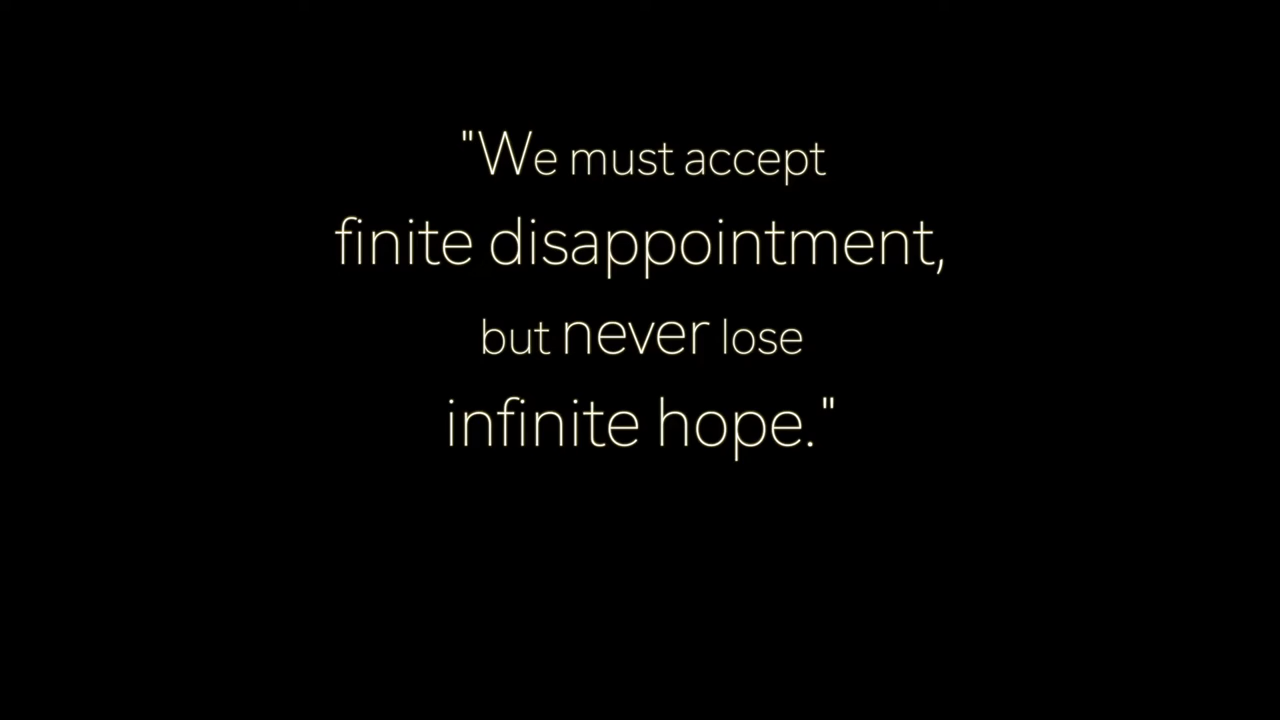 "We must accept
finite disappointment,
but never lose
infinite hope."